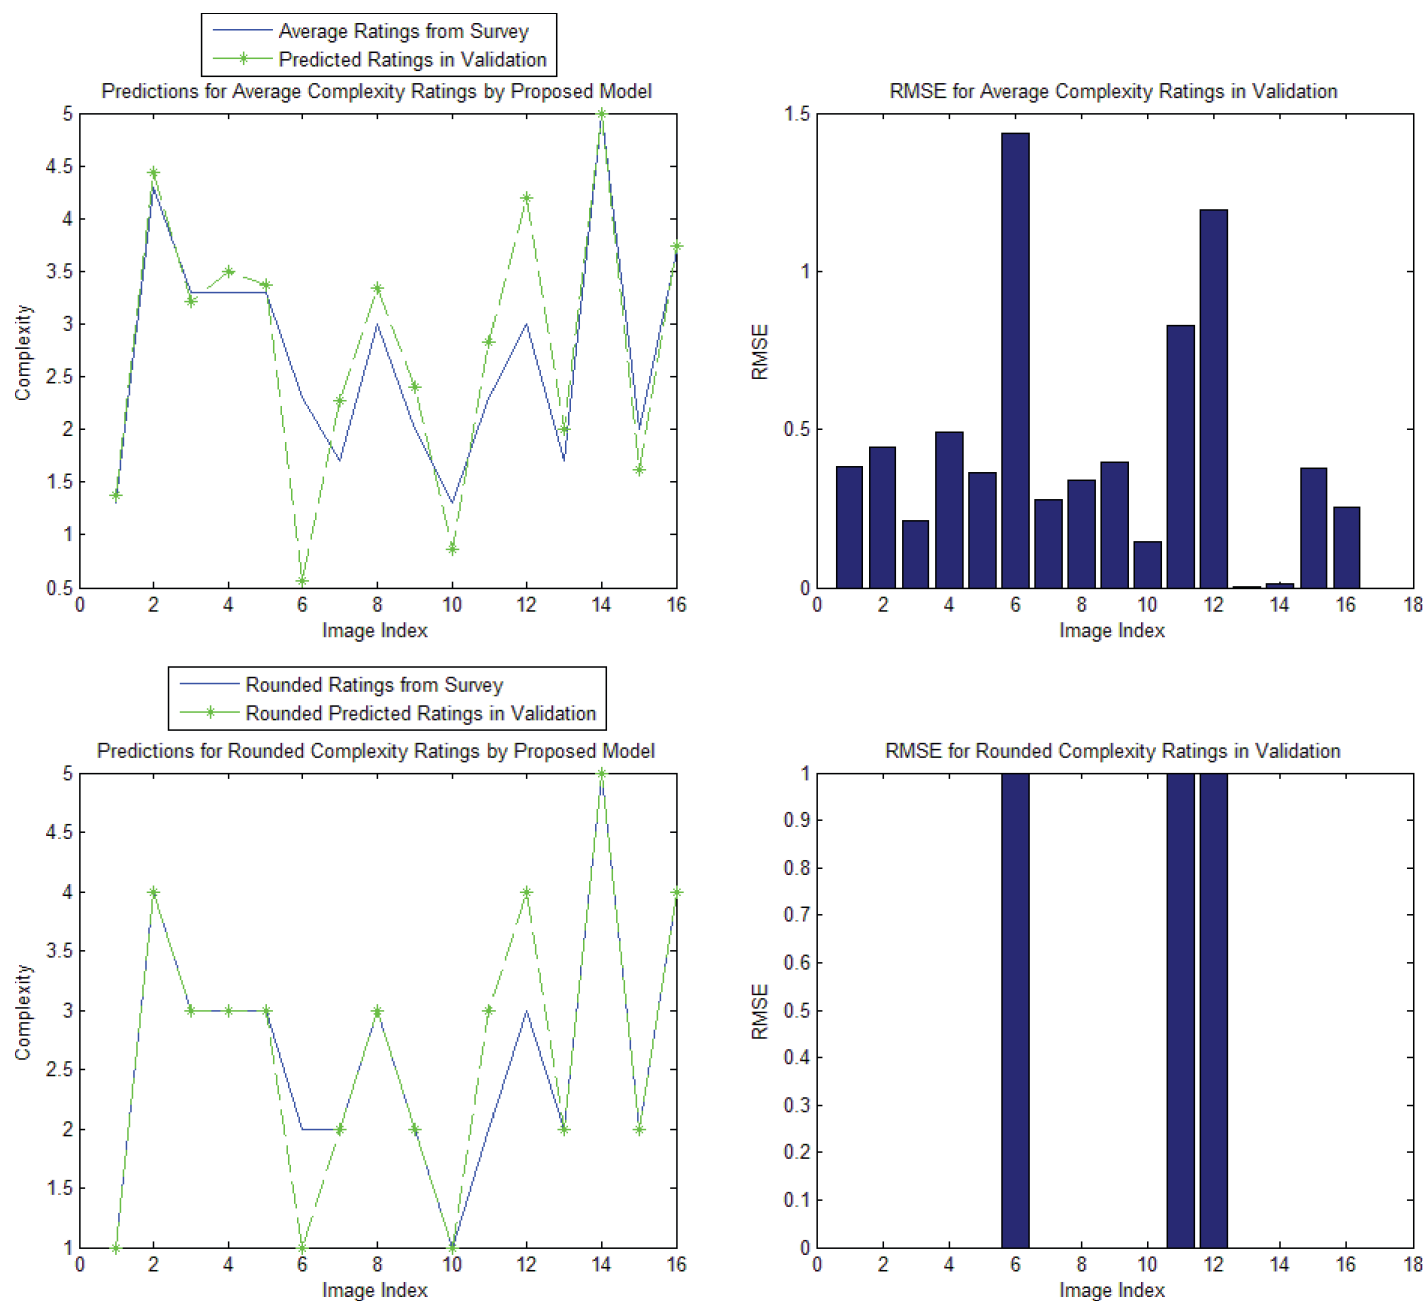 Average Ratings from Survey
Predicted Ratings in Validation
Predictions for Average Complexity Ratings by Proposed Model
5
4.5
4
3.5
3
2.5
2
1.5
1
0.5
Complexity
0 2 4 6 8 10 12 14 16
Image Index
RMSE for Average Complexity Ratings in Validation
1.5
1
0.5
0
RMSE
0 2 4 6 8 10 12 14 16 18
Image Index
Rounded Ratings from Survey
Rounded Predicted Ratings in Validation
Predictions for Rounded Complexity Ratings by Proposed Model
5
4.5
4
3.5
3
2.5
2
1.5
1
Complexity
0 2 4 6 8 10 12 14 16
Image Index
RMSE for Rounded Complexity Ratings in Validation
1
0.9
0.8
0.7
0.6
0.5
0.4
0.3
0.2
0.1
0
RMSE
0 2 4 6 8 10 12 14 16 18
Image Index